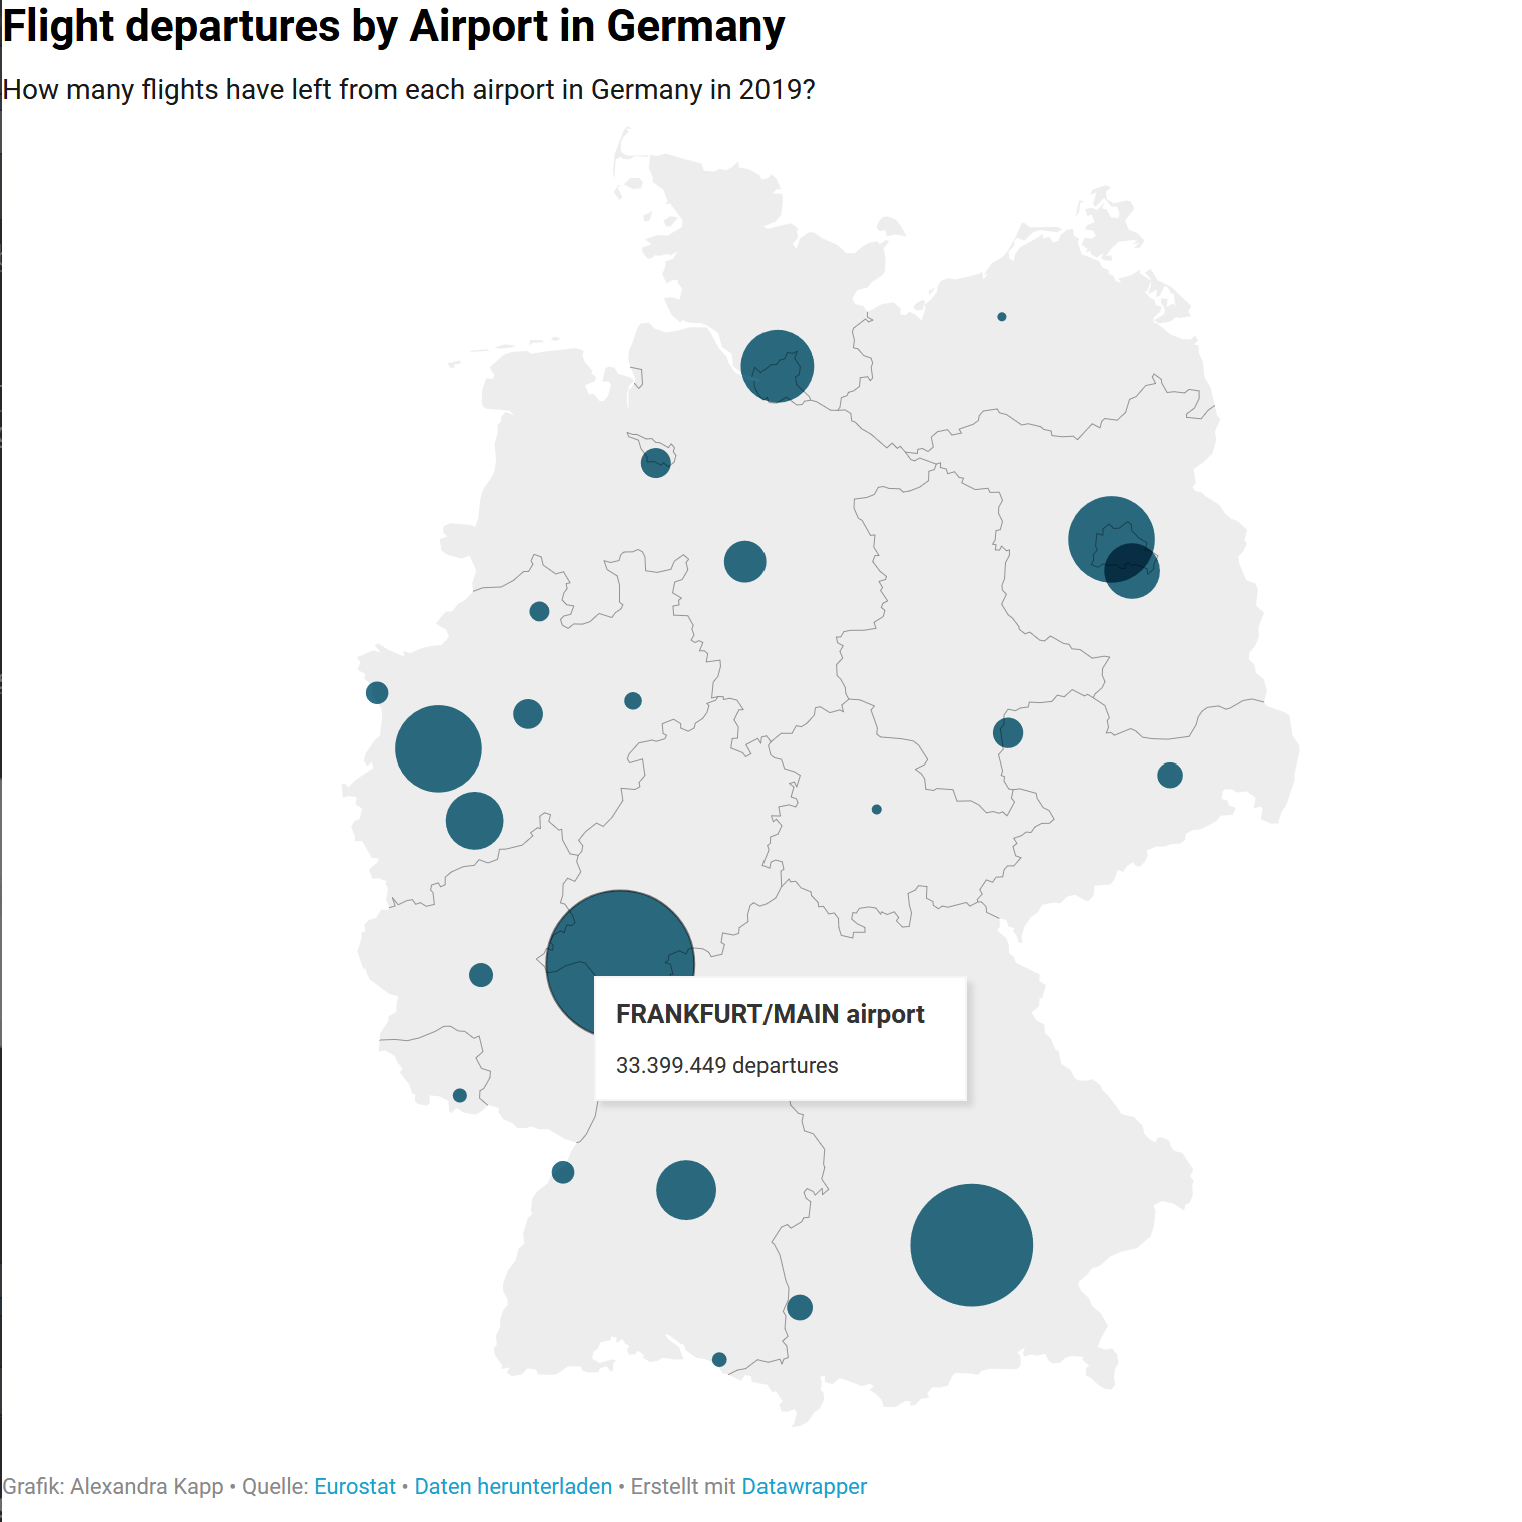 Flight departures by Airport in Germany
How many flights have left from each airport in Germany in 2019?
FRANKFURT/MAIN airport
33.399.449 departures
Grafik: Alexandra Kapp • Quelle: Eurostat • Daten herunterladen • Erstellt mit Datawrapper